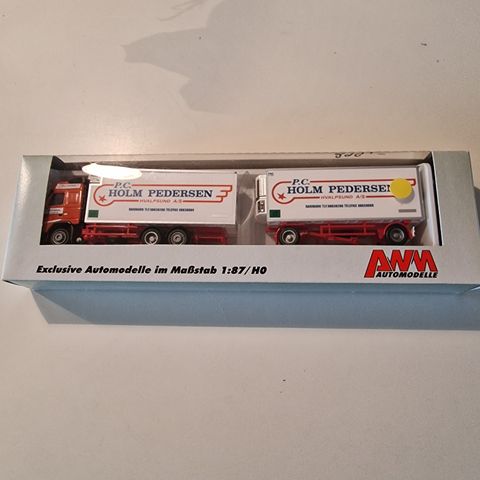 P.C.
HOLM PEDERSEN
HVALPSUND A/S
P.C.
HOLM PEDERSEN
HVALPSUND A/S
Exclusive Automodelle im Maßstab 1:87/H0
AWM
AUTOMODELLE